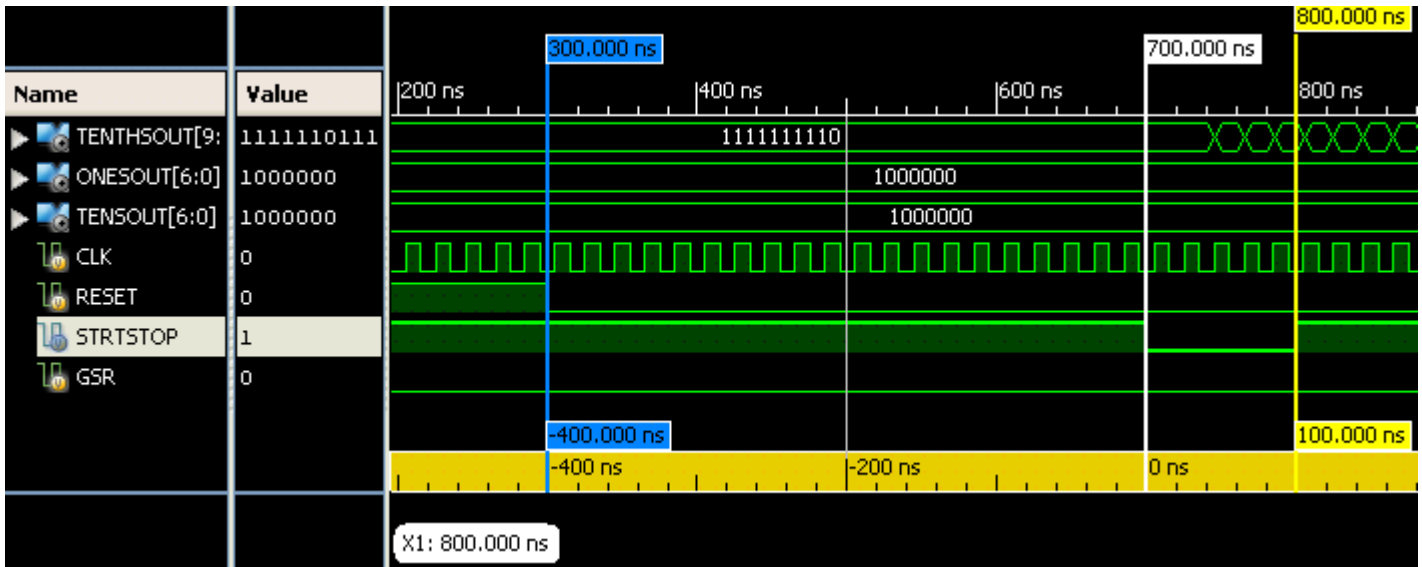 800.000 ns
300.000 ns 700.000 ns
Name Value 200 ns 400 ns 600 ns 800 ns
TENTHSOUT[9: 1111110111 1111111110
ONESOUT[6:0] 1000000 1000000
TENSOUT[6:0] 1000000 1000000
CLK 0
RESET 0
STRTSTOP 1
GSR 0
-400.000 ns 100.000 ns
-400 ns -200 ns 0 ns
X1: 800.000 ns